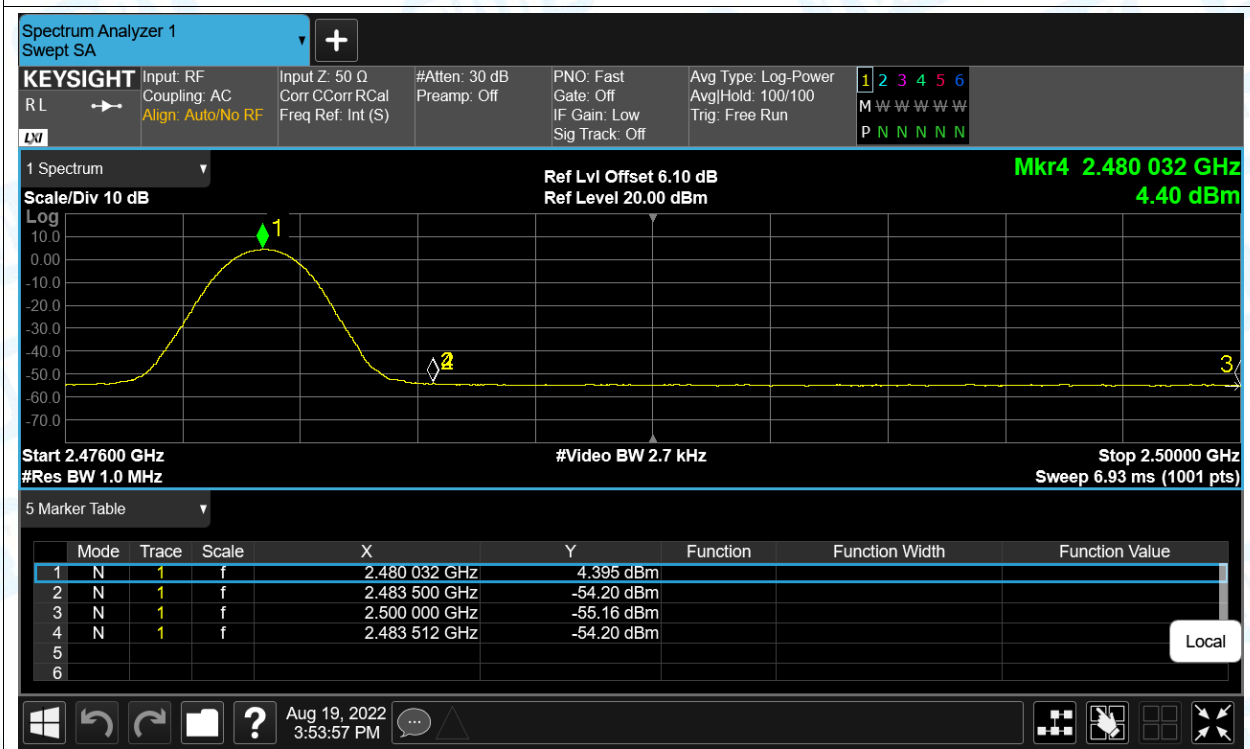 Spectrum Analyzer 1
Swept SA
+
KEYSIGHT Input: RF Input Z: 50 Ω #Atten: 30 dB PNO: Fast Avg Type: Log-Power 1 2 3 4 5 6
R L Coupling: AC Corr CCorr RCal Preamp: Off Gate: Off Avg|Hold: 100/100 M W W W W W
Align: Auto/No RF Freq Ref: Int (S) IF Gain: Low Trig: Free Run
LXI Sig Track: Off P N N N N N
1 Spectrum Ref Lvl Offset 6.10 dB Mkr4 2.480 032 GHz
Scale/Div 10 dB Ref Level 20.00 dBm 4.40 dBm
Log
1
10.0
0.00
-10.0
-20.0
-30.0
-40.0
3
-50.0
-60.0
-70.0
Start 2.47600 GHz #Video BW 2.7 kHz Stop 2.50000 GHz
#Res BW 1.0 MHz Sweep 6.93 ms (1001 pts)
5 Marker Table
Mode Trace Scale X Y Function Function Width Function Value
1 N 1 f 2.480 032 GHz 4.395 dBm
2 N 1 f 2.483 500 GHz -54.20 dBm
3 N 1 f 2.500 000 GHz -55.16 dBm
4 N 1 f 2.483 512 GHz -54.20 dBm
5
6
Local
? Aug 19, 2022
3:53:57 PM